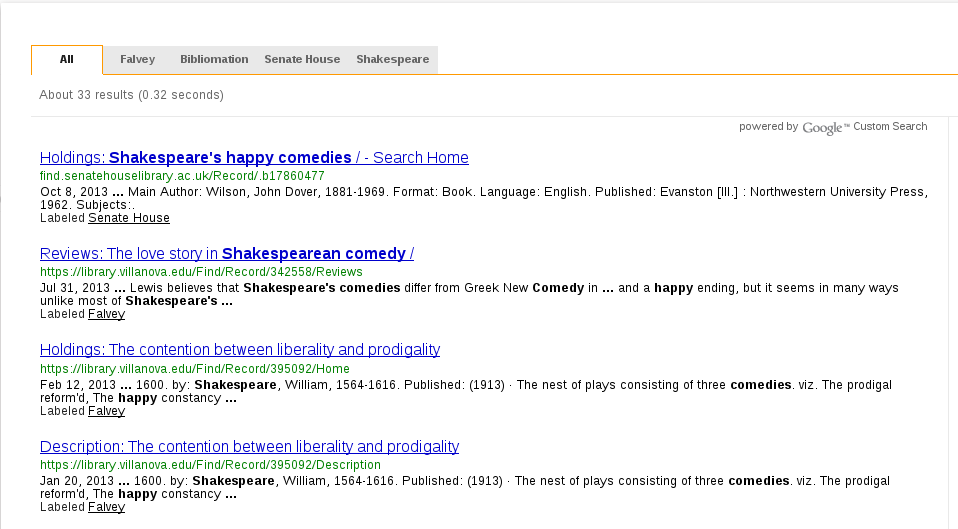 All Falvey Bibliomation Senate House Shakespeare
About 33 results (0.32 seconds)
powered by Google™ Custom Search
Holdings: Shakespeare's happy comedies / - Search Home
find.senatehouselibrary.ac.uk/Record/.b17860477
Oct 8, 2013 ... Main Author: Wilson, John Dover, 1881-1969. Format: Book. Language: English. Published: Evanston [Ill.] : Northwestern University Press,
1962. Subjects:.
Labeled Senate House
Reviews: The love story in Shakespearean comedy /
https://library.villanova.edu/Find/Record/342558/Reviews
Jul 31, 2013 ... Lewis believes that Shakespeare's comedies differ from Greek New Comedy in ... and a happy ending, but it seems in many ways
unlike most of Shakespeare's ...
Labeled Falvey
Holdings: The contention between liberality and prodigality
https://library.villanova.edu/Find/Record/395092/Home
Feb 12, 2013 ... 1600. by: Shakespeare, William, 1564-1616. Published: (1913) · The nest of plays consisting of three comedies. viz. The prodigal
reform'd, The happy constancy ...
Labeled Falvey
Description: The contention between liberality and prodigality
https://library.villanova.edu/Find/Record/395092/Description
Jan 20, 2013 ... 1600. by: Shakespeare, William, 1564-1616. Published: (1913) · The nest of plays consisting of three comedies. viz. The prodigal
reform'd, The happy constancy ...
Labeled Falvey